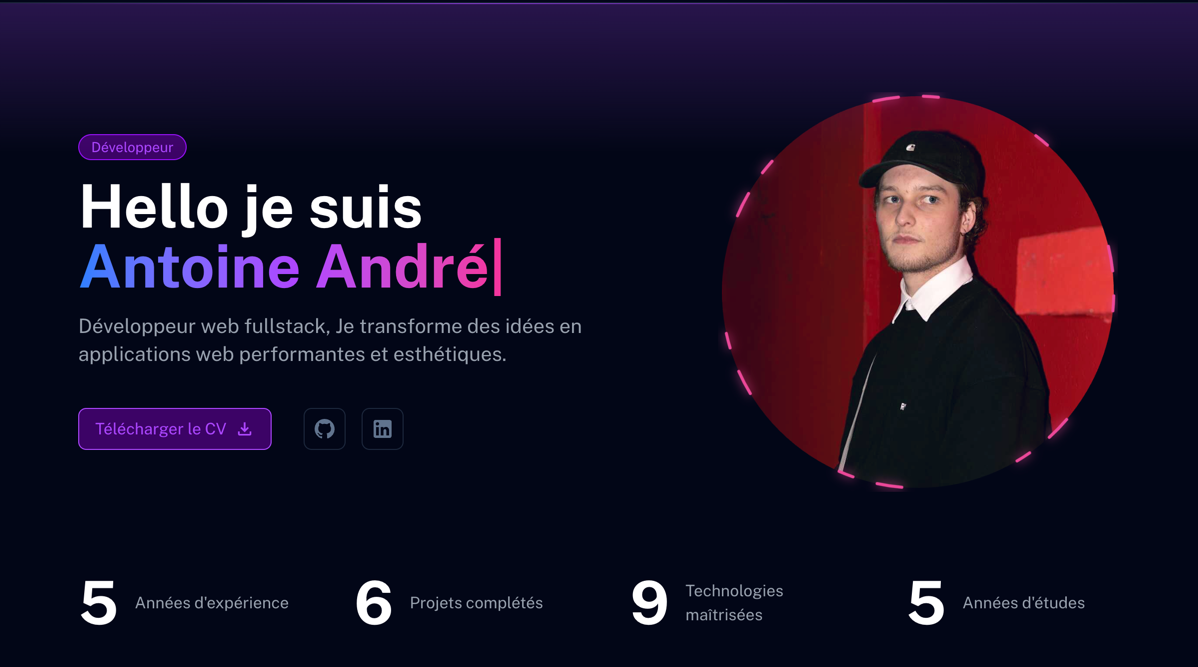 Développeur
Hello je suis
Antoine André|
Développeur web fullstack, Je transforme des idées en
applications web performantes et esthétiques.
Télécharger le CV
5 Années d'expérience
6 Projets complétés
9 Technologies
maîtrisées
5 Années d'études